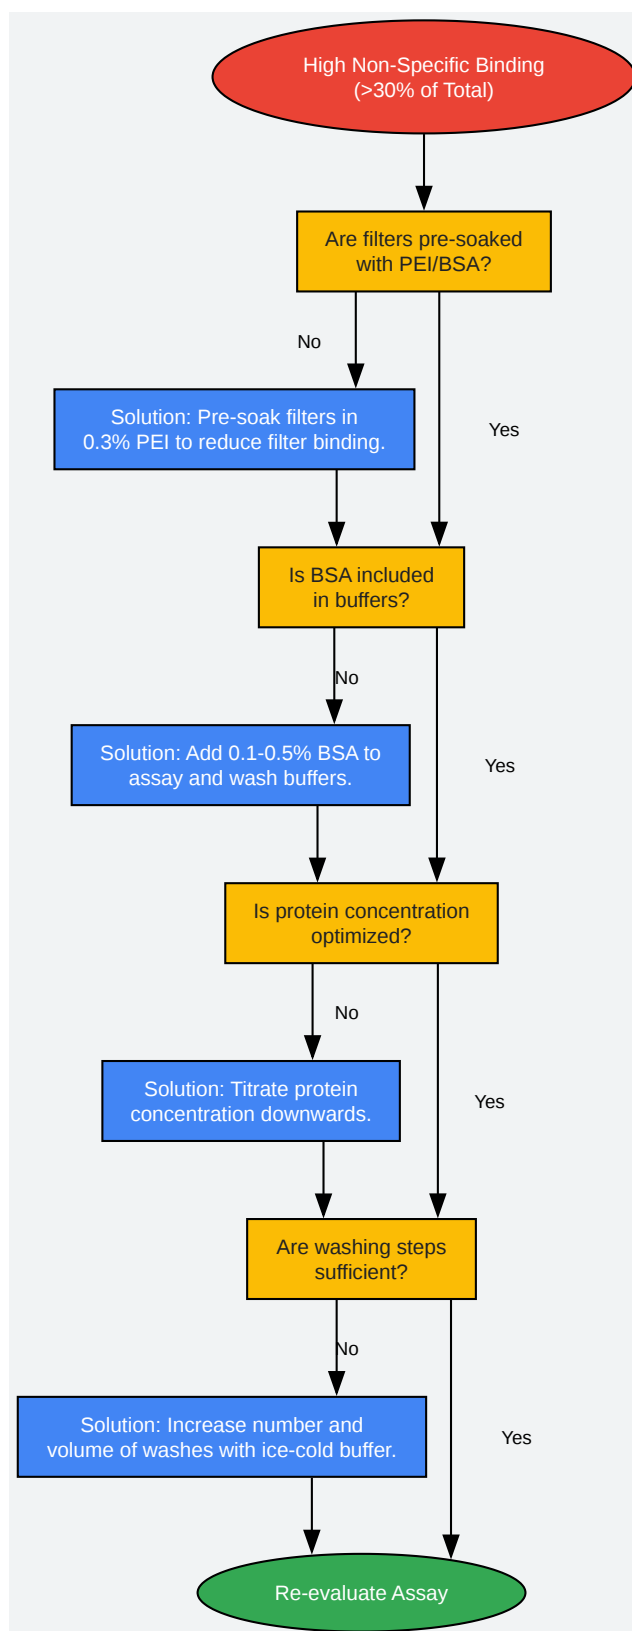 High Non-Specific Binding
(>30% of Total)
Are filters pre-soaked
with PEI/BSA?
No
Solution: Pre-soak filters in
0.3% PEI to reduce filter binding.
Yes
Is BSA included
in buffers?
No
Solution: Add 0.1-0.5% BSA to
assay and wash buffers.
Yes
Is protein concentration
optimized?
No
Solution: Titrate protein
concentration downwards.
Yes
Are washing steps
sufficient?
No
Solution: Increase number and
volume of washes with ice-cold buffer.
Yes
Re-evaluate Assay